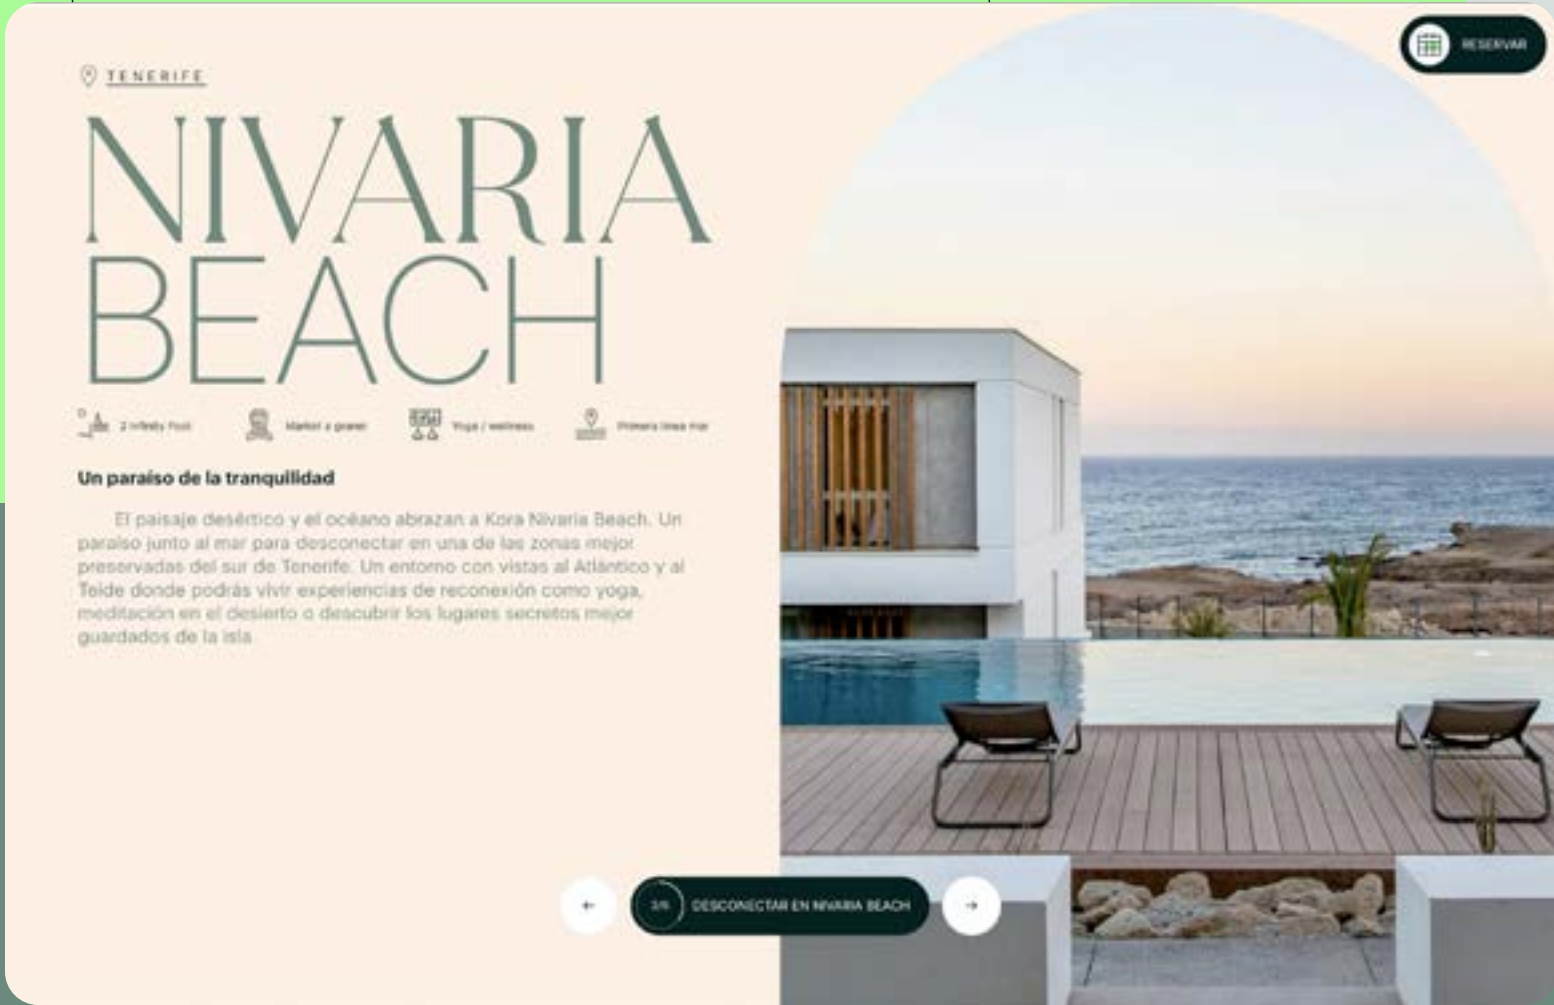 TENERIFE
RESERVAR
NIVARIA
BEACH
2 Infinity Pool
Market a granel
Yoga / wellness
Primera línea mar
Un paraíso de la tranquilidad
El paisaje desértico y el océano abrazan a Kora Nivaria Beach. Un
paraíso junto al mar para desconectar en una de las zonas mejor
preservadas del sur de Tenerife. Un entorno con vistas al Atlántico y al
Teide donde podrás vivir experiencias de reconexión como yoga,
meditación en el desierto o descubrir los lugares secretos mejor
guardados de la isla
DESCONECTAR EN NIVARIA BEACH